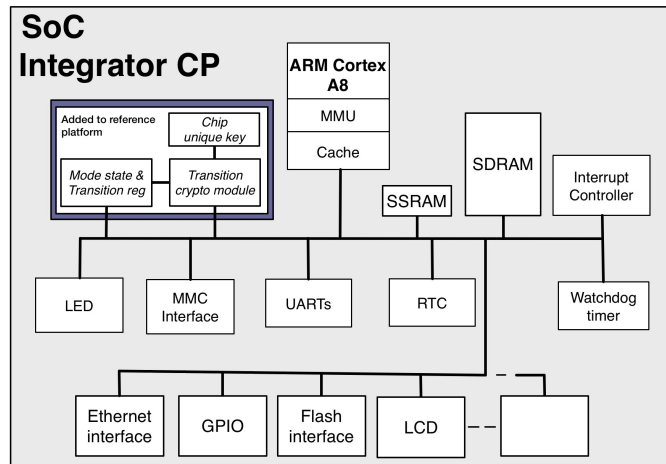 SoC
Integrator CP
ARM Cortex
A8
MMU
Cache
Added to reference
platform
Chip
unique key
Mode state &
Transition reg
Transition
crypto module
SSRAM
SDRAM
Interrupt
Controller
LED
MMC
Interface
UARTs
RTC
Watchdog
timer
Ethernet
interface
GPIO
Flash
interface
LCD